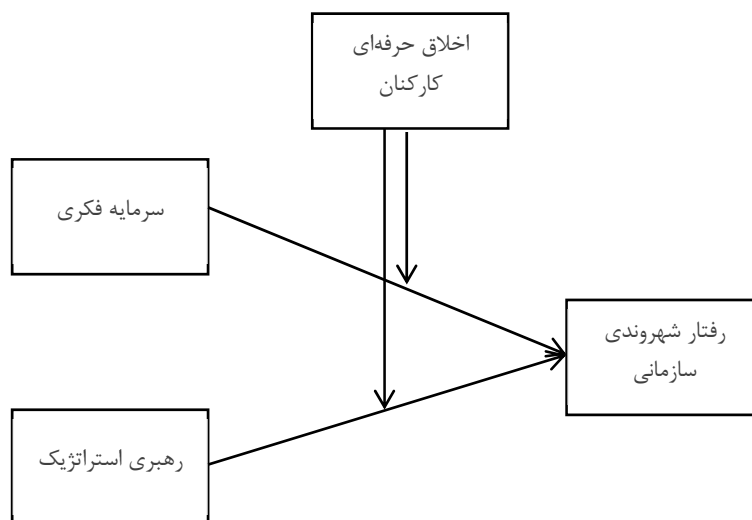 اخلاق حرفه‌ای
کارکنان
سرمایه فکری
رفتار شهروندی
سازمانی
رهبری استراتژیک